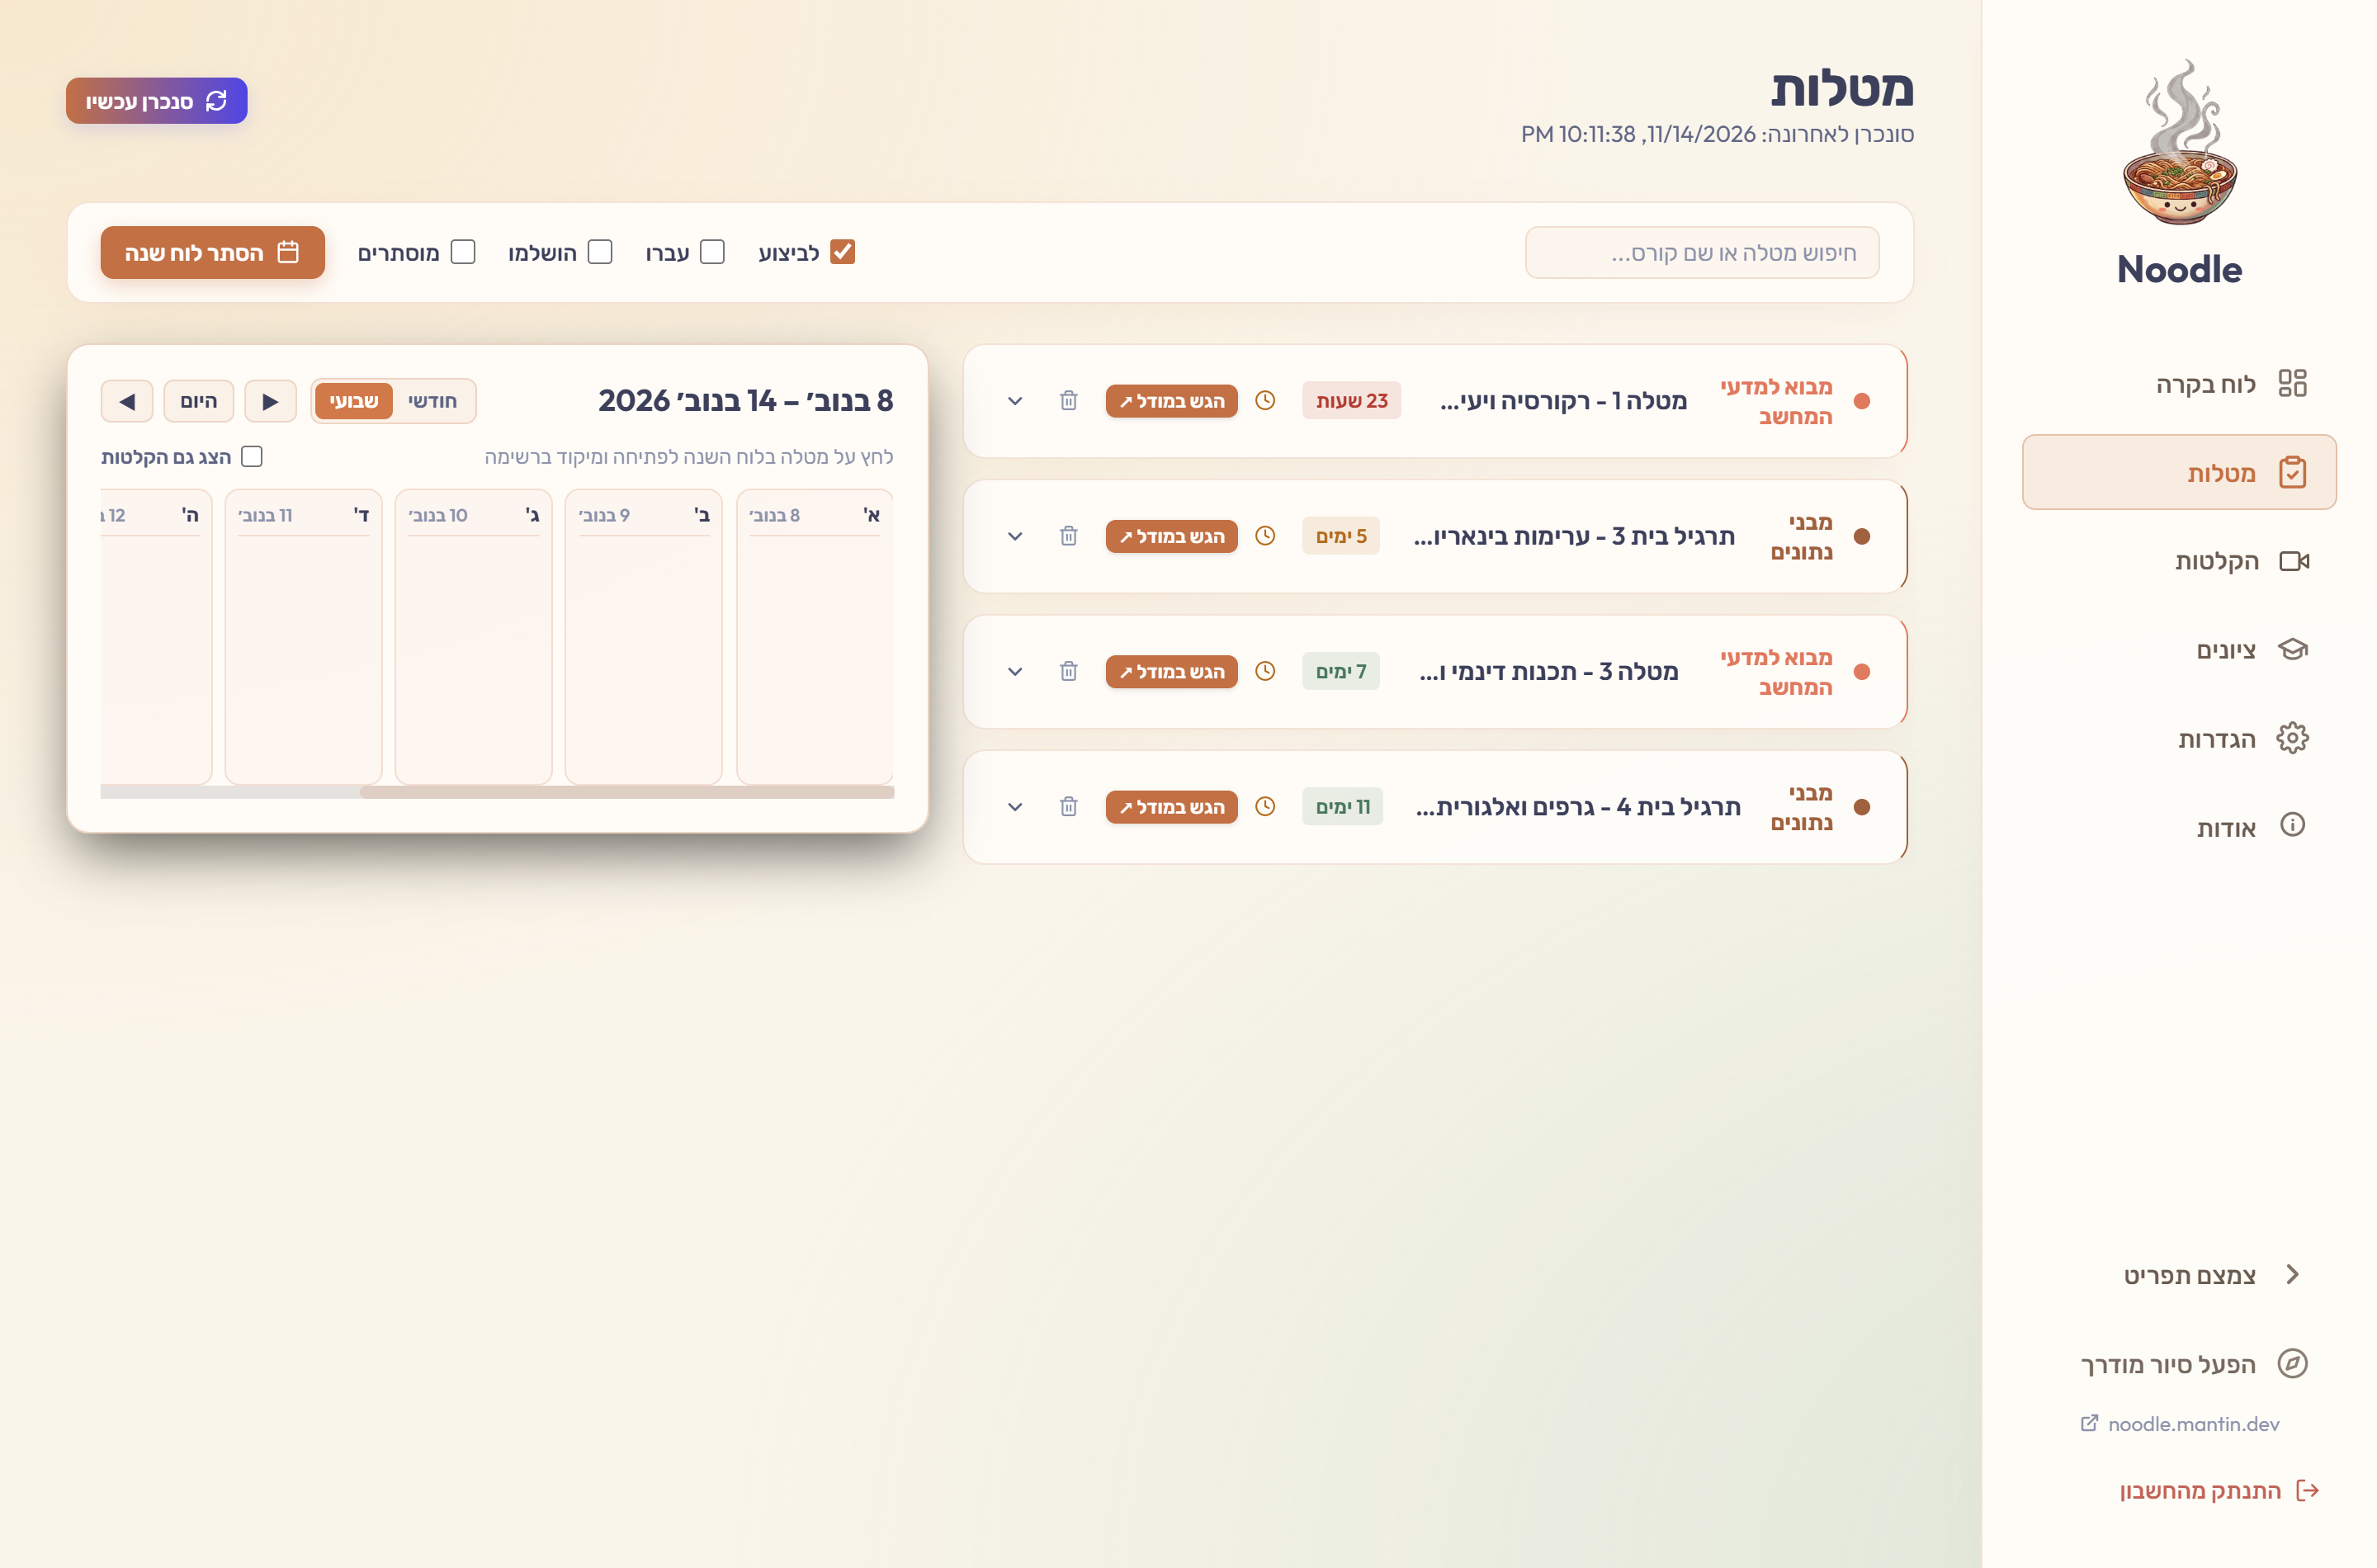 Noodle
לוח בקרה
מטלות
הקלטות
ציונים
הגדרות
אודות
צמצם תפריט
הפעל סיור מודרך
noodle.mantin.dev
התנתק מהחשבון
מטלות
סונכרן לאחרונה: 11/14/2026, 10:11:38 PM
סנכרן עכשיו
חיפוש מטלה או שם קורס...
לביצוע
עברו
הושלמו
מוסתרים
הסתר לוח שנה
מבוא למדעי
המחשב
מטלה 1 - רקורסיה ויעי...
23 שעות
הגש במודל ↗
מבני
נתונים
תרגיל בית 3 - ערימות בינאריו...
5 ימים
הגש במודל ↗
מבוא למדעי
המחשב
מטלה 3 - תכנות דינמי ו...
7 ימים
הגש במודל ↗
מבני
נתונים
תרגיל בית 4 - גרפים ואלגורית...
11 ימים
הגש במודל ↗
8 בנוב׳ – 14 בנוב׳ 2026
חודשי
שבועי
▶
היום
◀
לחץ על מטלה בלוח השנה לפתיחה ומיקוד ברשימה
הצג גם הקלטות
א' 8 בנוב׳
ב' 9 בנוב׳
ג' 10 בנוב׳
ד' 11 בנוב׳
ה' 12